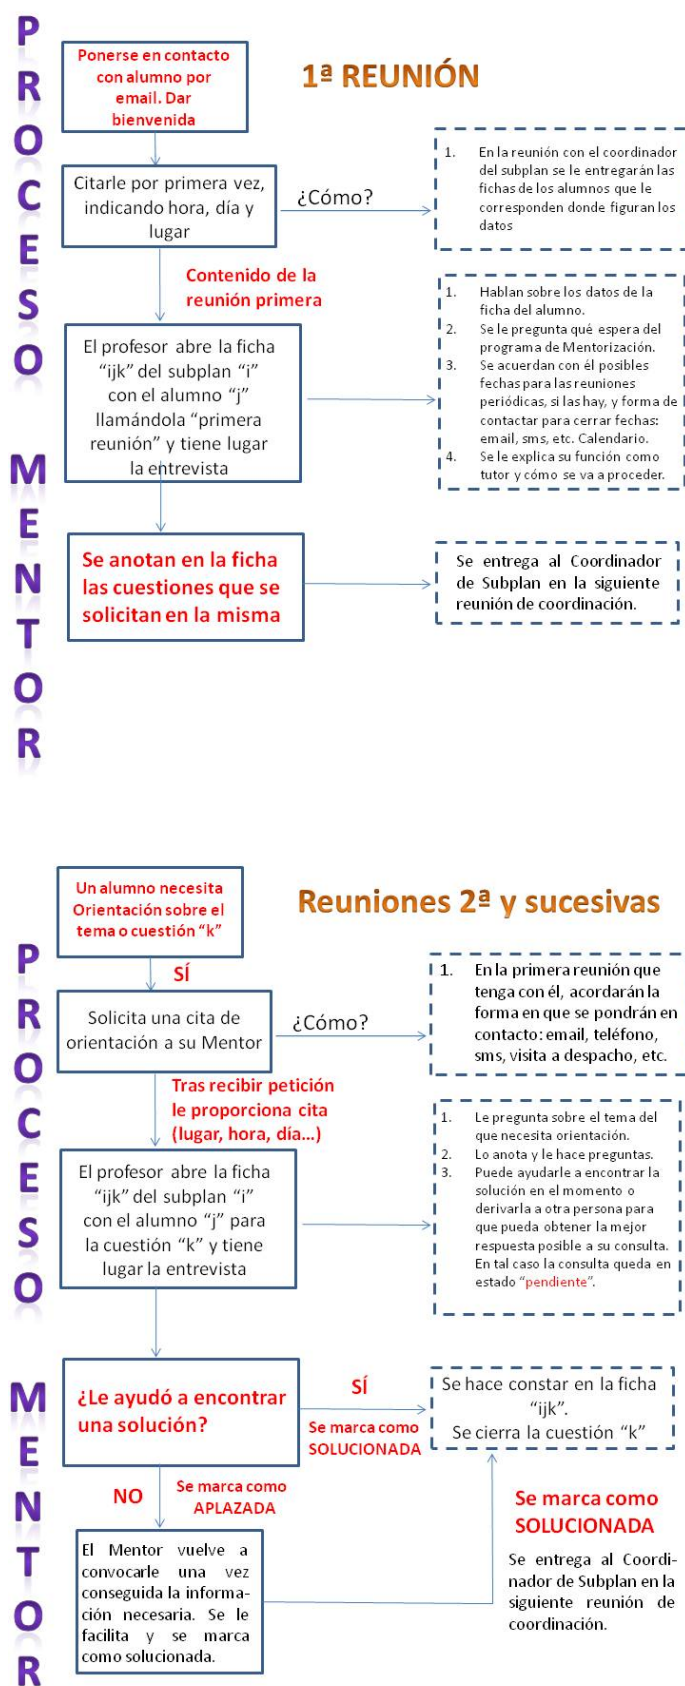 PROCESO MENTOR
1ª REUNIÓN
Ponerse en contacto
con alumno por
email. Dar
bienvenida
Citarle por primera vez,
indicando hora, día y
lugar
¿Cómo?
1. En la reunión con el coordinador
del subplan se le entregarán las
fichas de los alumnos que le
corresponden donde figuran los
datos
Contenido de la
reunión primera
El profesor abre la ficha
“ijk” del subplan “i”
con el alumno “j”
llamándola “primera
reunión” y tiene lugar
la entrevista
1. Hablan sobre los datos de la
ficha del alumno.
2. Se le pregunta qué espera del
programa de Mentorización.
3. Se acuerdan con él posibles
fechas para las reuniones
periódicas, si las hay, y forma de
contactar para cerrar fechas:
email, sms, etc. Calendario.
4. Se le explica su función como
tutor y cómo se va a proceder.
Se anotan en la ficha
las cuestiones que se
solicitan en la misma
Se entrega al Coordinador
de Subplan en la siguiente
reunión de coordinación.
PROCESO MENTOR
Reuniones 2ª y sucesivas
Un alumno necesita
Orientación sobre el
tema o cuestión “k”
SÍ
Solicita una cita de
orientación a su Mentor
¿Cómo?
1. En la primera reunión que
tenga con él, acordarán la
forma en que se pondrán en
contacto: email, teléfono,
sms, visita a despacho, etc.
Tras recibir petición
le proporciona cita
(lugar, hora, día...)
El profesor abre la ficha
“ijk” del subplan “i”
con el alumno “j” para
la cuestión “k” y tiene
lugar la entrevista
1. Le pregunta sobre el tema del
que necesita orientación.
2. Lo anota y le hace preguntas.
3. Puede ayudarle a encontrar la
solución en el momento o
derivarla a otra persona para
que pueda obtener la mejor
respuesta posible a su consulta.
En tal caso la consulta queda en
estado “pendiente”.
¿Le ayudó a encontrar
una solución?
SÍ
Se marca como
SOLUCIONADA
Se hace constar en la ficha
“ijk”.
Se cierra la cuestión “k”
NO
Se marca como
APLAZADA
El Mentor vuelve a
convocarle una vez
conseguida la informa-
ción necesaria. Se le
facilita y se marca
como solucionada.
Se marca como
SOLUCIONADA
Se entrega al Coordi-
nador de Subplan en la
siguiente reunión de
coordinación.